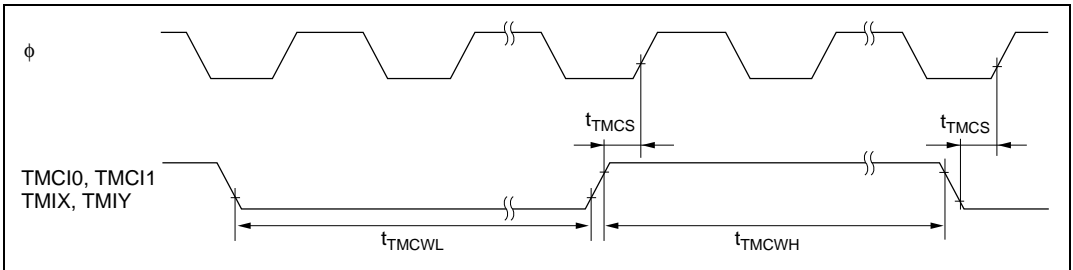 ϕ
tTMCS
tTMCS
TMCI0, TMCI1
TMIX, TMIY
tTMCWL
tTMCWH